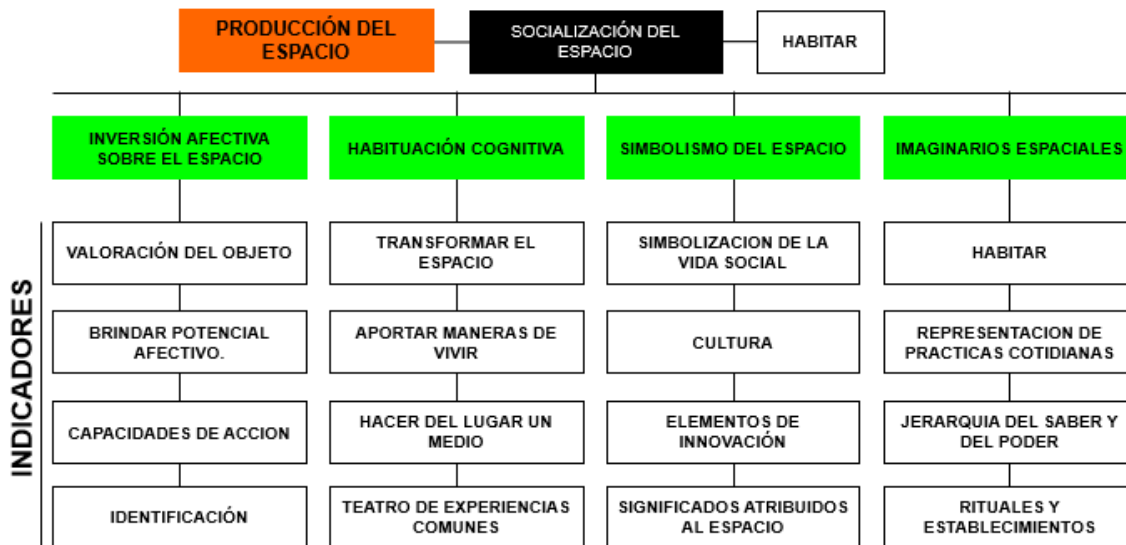 PRODUCCIÓN DEL
ESPACIO
SOCIALIZACIÓN DEL
ESPACIO
HABITAR
INVERSIÓN AFECTIVA
SOBRE EL ESPACIO
HABITUACIÓN COGNITIVA
SIMBOLISMO DEL ESPACIO
IMAGINARIOS ESPACIALES
INDICADORES
VALORACIÓN DEL OBJETO
TRANSFORMAR EL
ESPACIO
SIMBOLIZACION DE LA
VIDA SOCIAL
HABITAR
BRINDAR POTENCIAL
AFECTIVO.
APORTAR MANERAS DE
VIVIR
CULTURA
REPRESENTACION DE
PRACTICAS COTIDIANAS
CAPACIDADES DE ACCION
HACER DEL LUGAR UN
MEDIO
ELEMENTOS DE
INNOVACIÓN
JERARQUIA DEL SABER Y
DEL PODER
IDENTIFICACIÓN
TEATRO DE EXPERIENCIAS
COMUNES
SIGNIFICADOS ATRIBUIDOS
AL ESPACIO
RITUALES Y
ESTABLECIMIENTOS